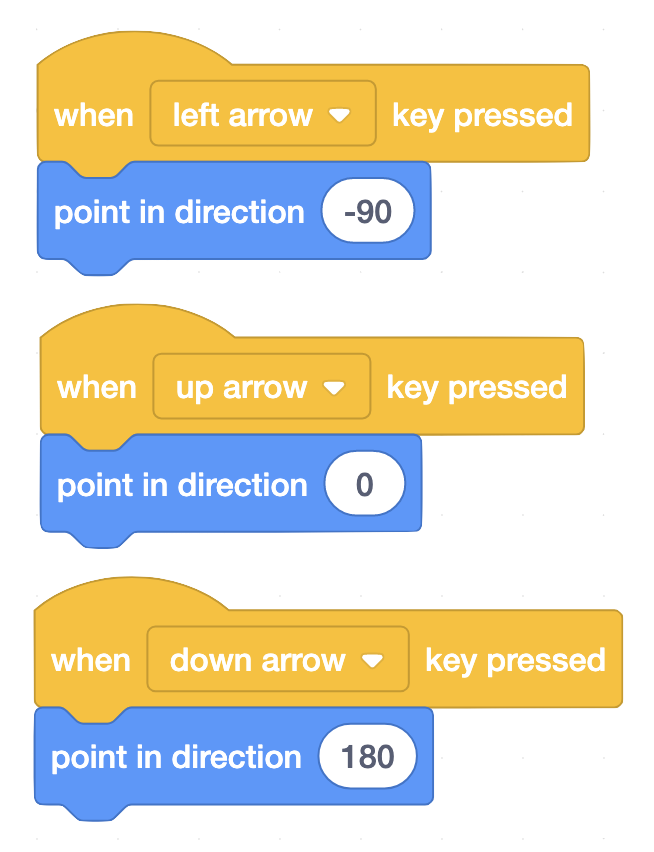 when left arrow key pressed
point in direction -90
when up arrow key pressed
point in direction 0
when down arrow key pressed
point in direction 180